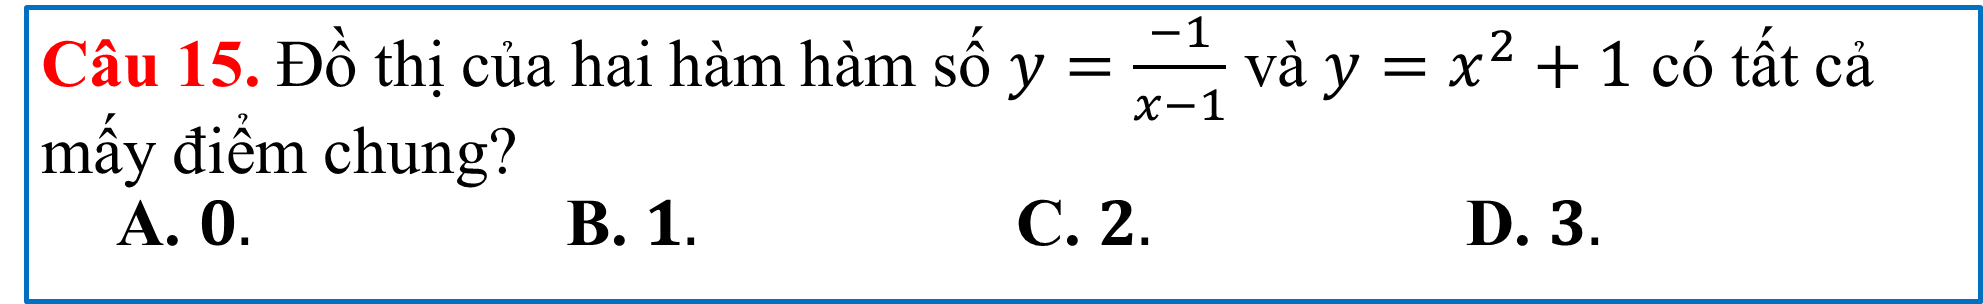 Câu 15. Đồ thị của hai hàm hàm số y = \frac{-1}{x-1} và y = x² + 1 có tất cả
mấy điểm chung?
A. 0. B. 1. C. 2. D. 3.